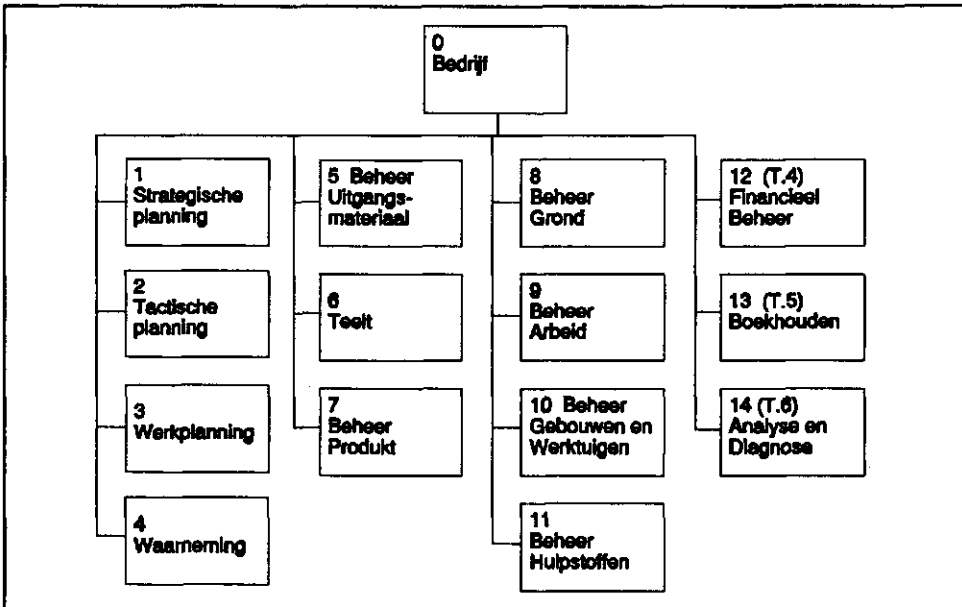 0
Bedrijf
1
Strategische
planning
2
Tactische
planning
3
Werkplanning
4
Waarneming
5 Beheer
Uitgangs-
materiaal
6
Teelt
7
Beheer
Produkt
8
Beheer
Grond
9
Beheer
Arbeid
10 Beheer
Gebouwen en
Werktuigen
11
Beheer
Hulpstoffen
12 (T.4)
Financieel
Beheer
13 (T.5)
Boekhouden
14 (T.6)
Analyse en
Diagnose